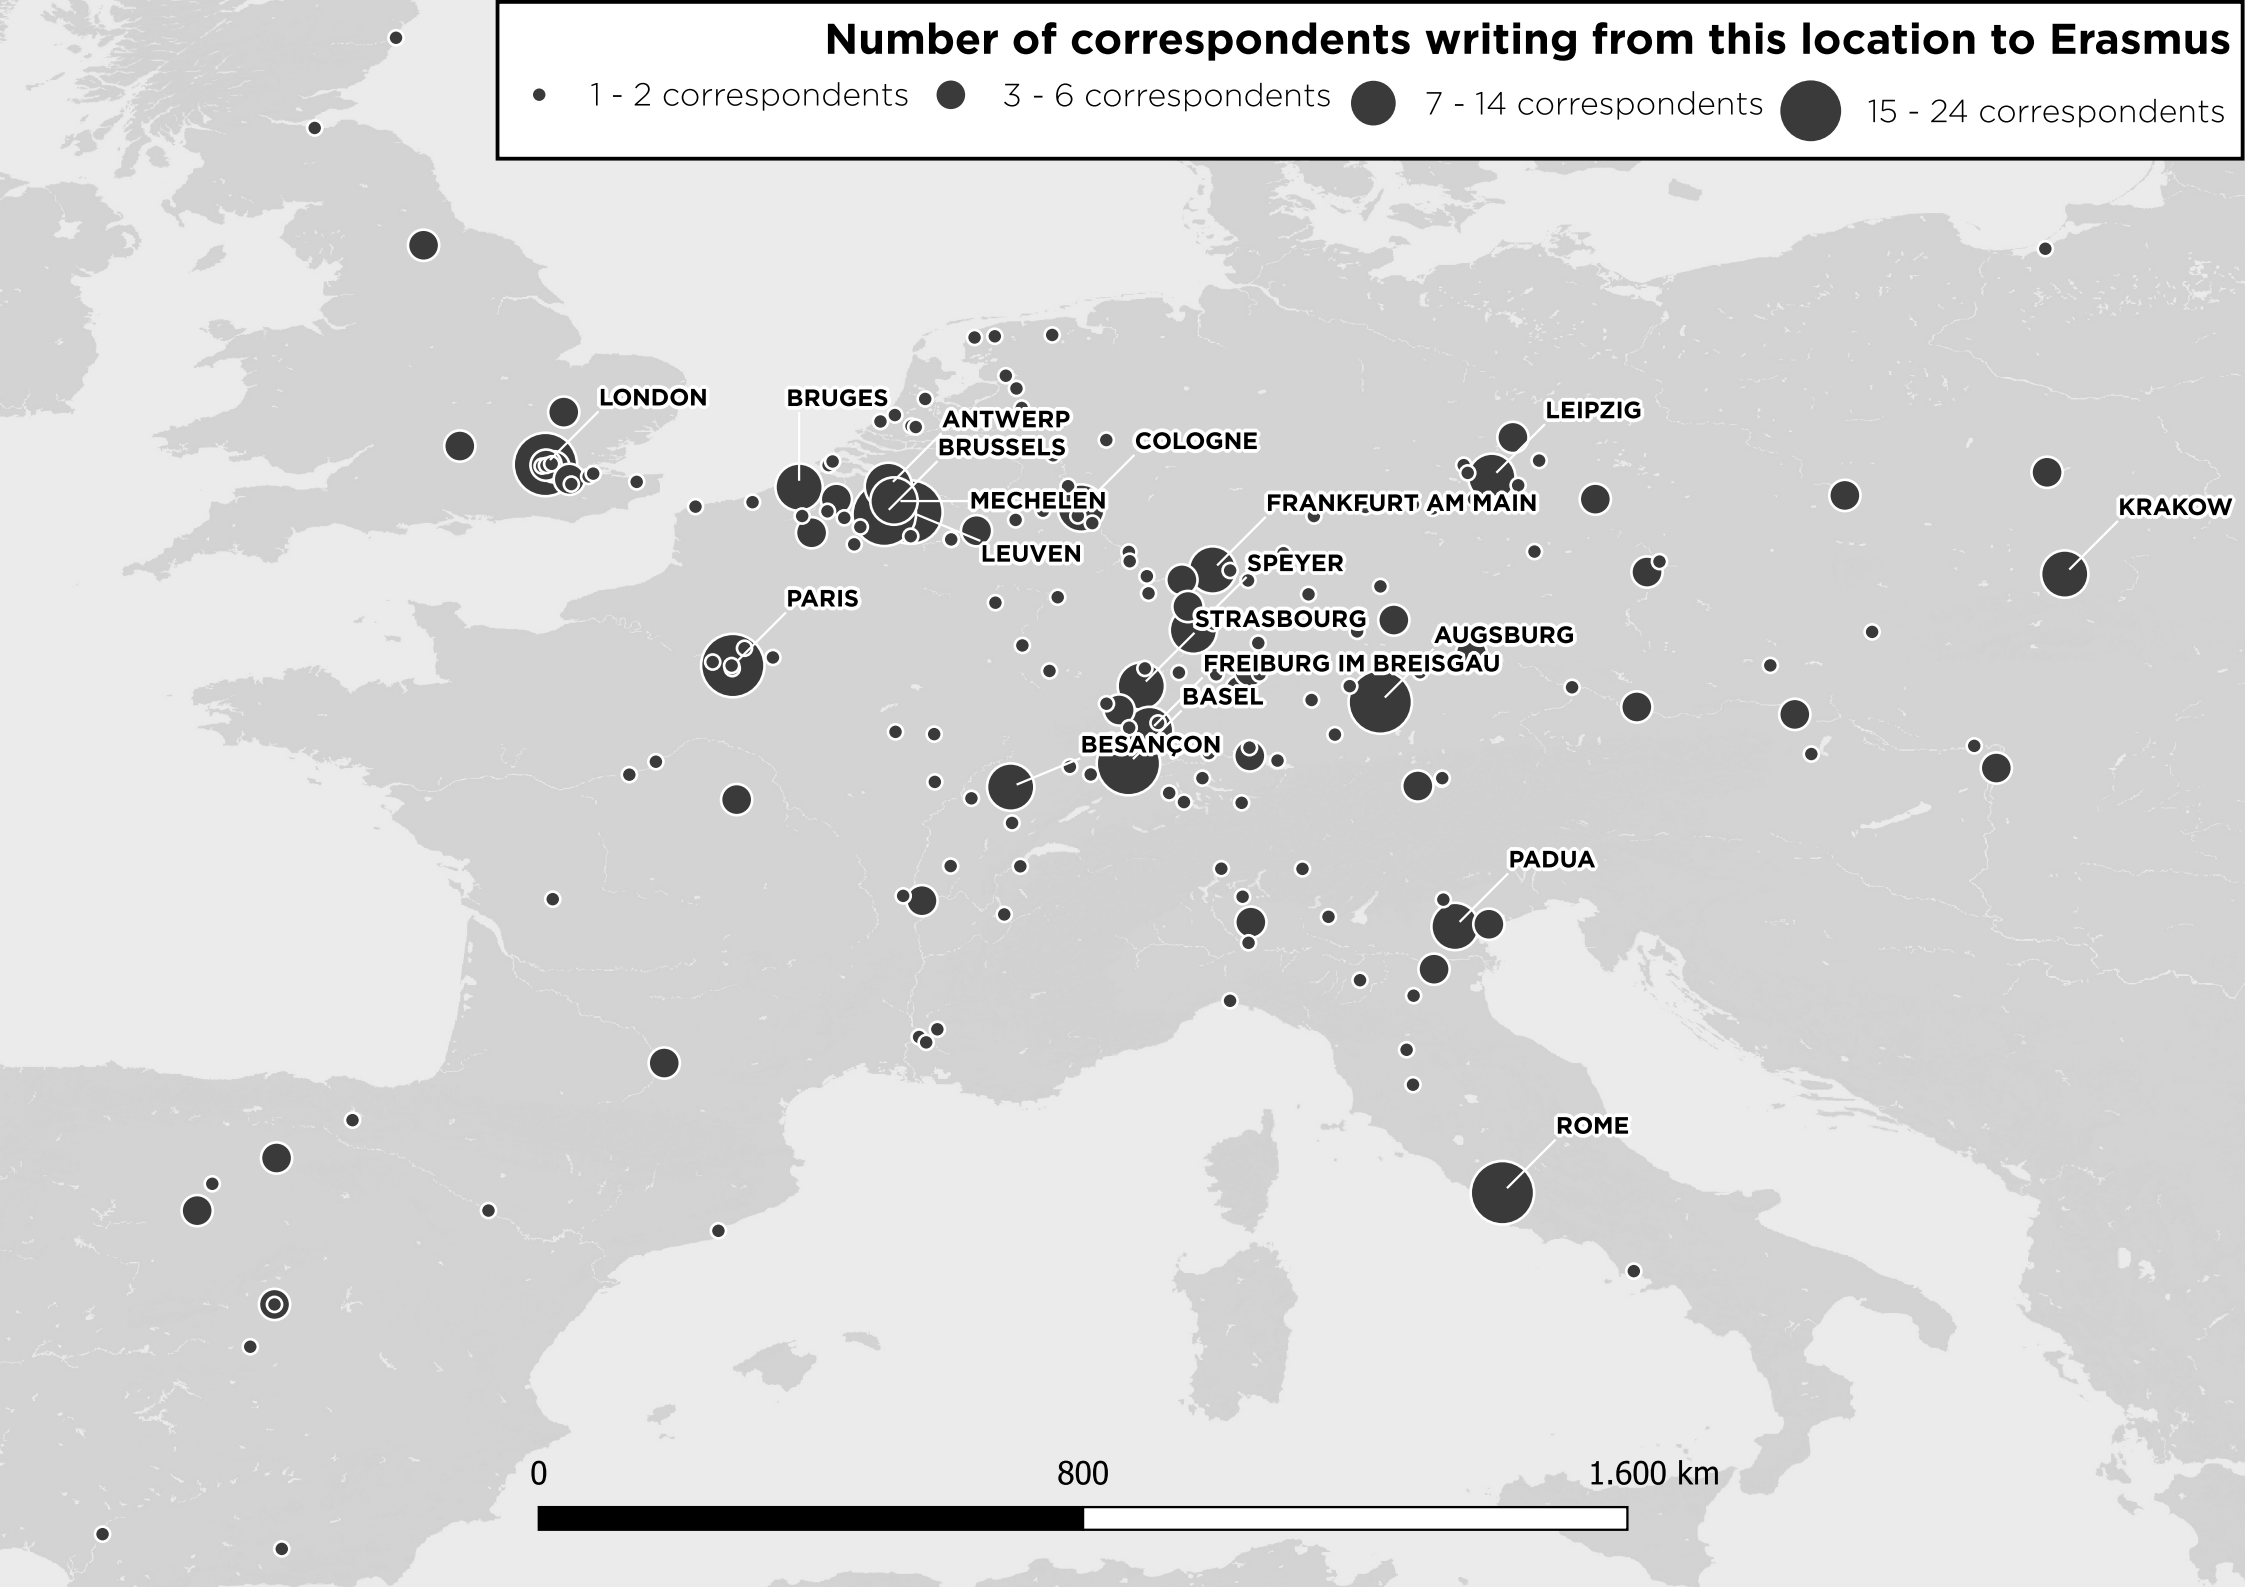 Number of correspondents writing from this location to Erasmus
1 - 2 correspondents 3 - 6 correspondents 7 - 14 correspondents 15 - 24 correspondents
LONDON
BRUGES
LEIPZIG
ANTWERP
COLOGNE
BRUSSELS
MECHELEN
FRANKFURT AM MAIN
KRAKOW
LEUVEN
SPEYER
PARIS
STRASBOURG
AUGSBURG
FREIBURG IM BREISGAU
BASEL
BESANÇON
PADUA
ROME
0 800 1.600 km